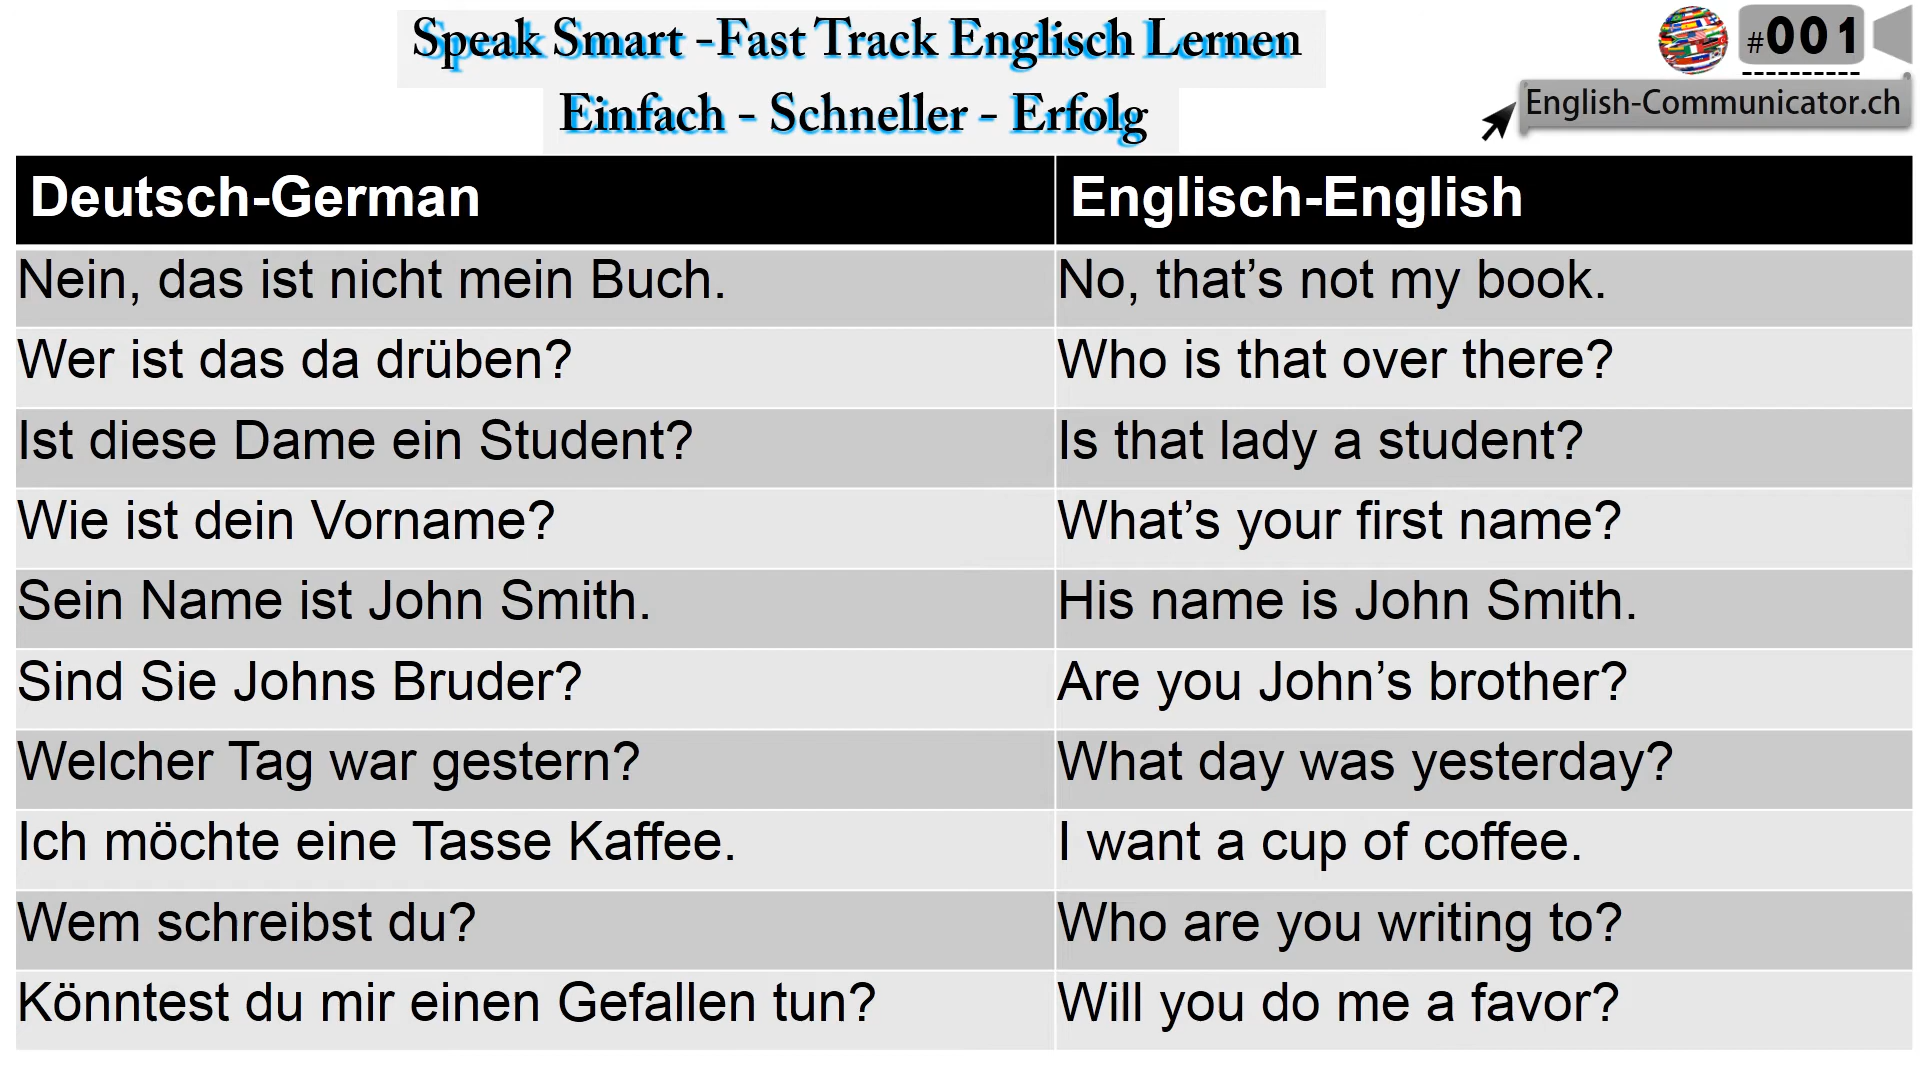 Speak Smart -Fast Track Englisch Lernen
Einfach - Schneller - Erfolg
#001
English-Communicator.ch
Deutsch-German Englisch-English
Nein, das ist nicht mein Buch. No, that’s not my book.
Wer ist das da drüben? Who is that over there?
Ist diese Dame ein Student? Is that lady a student?
Wie ist dein Vorname? What’s your first name?
Sein Name ist John Smith. His name is John Smith.
Sind Sie Johns Bruder? Are you John’s brother?
Welcher Tag war gestern? What day was yesterday?
Ich möchte eine Tasse Kaffee. I want a cup of coffee.
Wem schreibst du? Who are you writing to?
Könntest du mir einen Gefallen tun? Will you do me a favor?